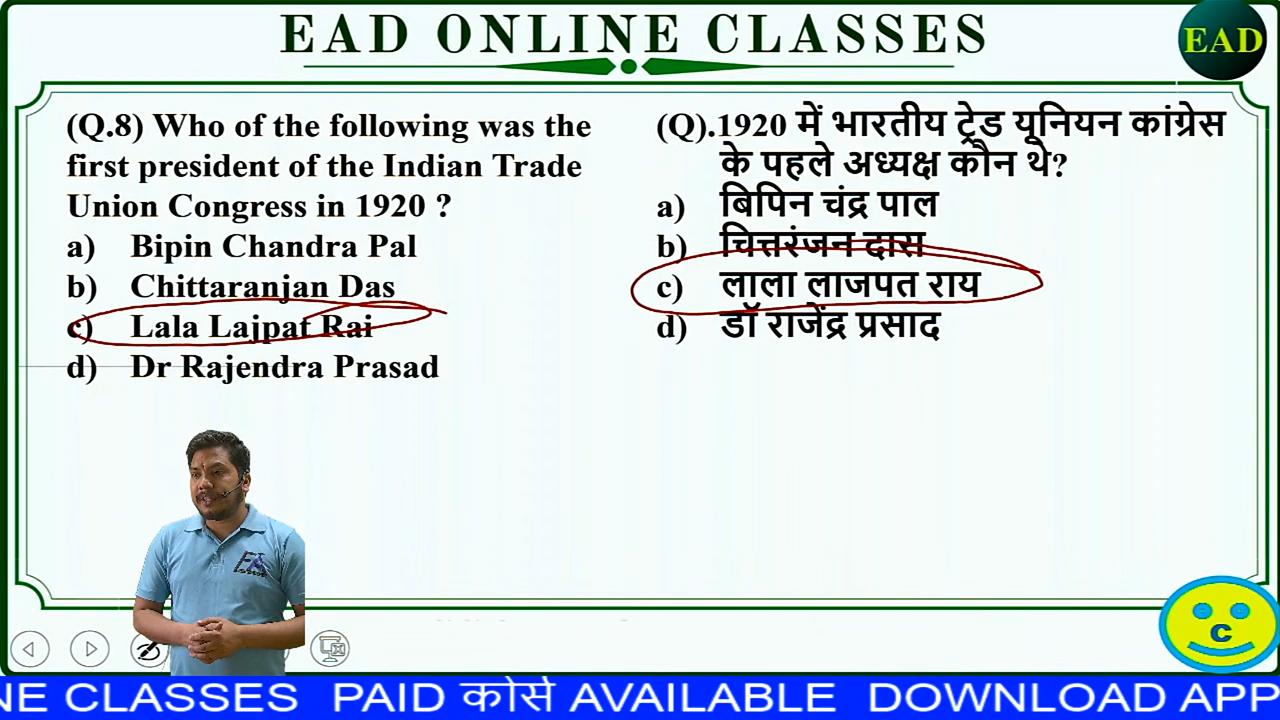 EAD ONLINE CLASSES
EAD
(Q.8) Who of the following was the
first president of the Indian Trade
Union Congress in 1920 ?
a) Bipin Chandra Pal
b) Chittaranjan Das
c) Lala Lajpat Rai
d) Dr Rajendra Prasad
(Q).1920 में भारतीय ट्रेड यूनियन कांग्रेस
के पहले अध्यक्ष कौन थे?
a) बिपिन चंद्र पाल
b) चित्तरंजन दास
c) लाला लाजपत राय
d) डॉ राजेंद्र प्रसाद
C
NE CLASSES PAID कोर्स AVAILABLE DOWNLOAD APP